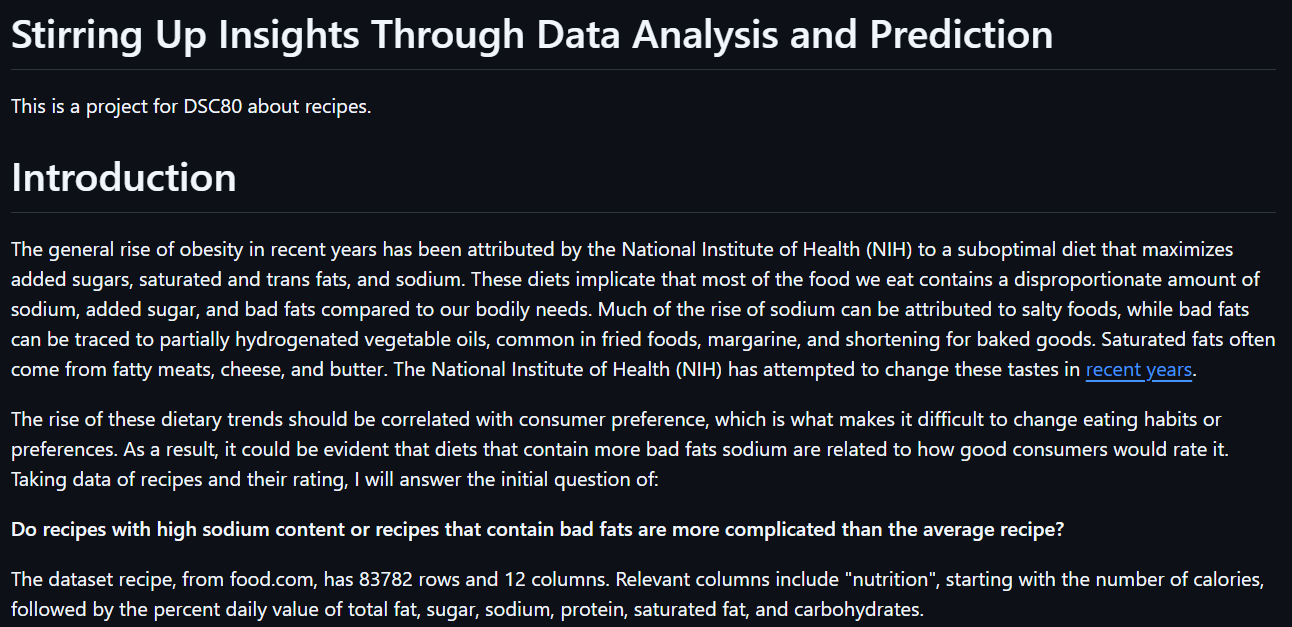 Stirring Up Insights Through Data Analysis and Prediction
This is a project for DSC80 about recipes.
Introduction
The general rise of obesity in recent years has been attributed by the National Institute of Health (NIH) to a suboptimal diet that maximizes
added sugars, saturated and trans fats, and sodium. These diets implicate that most of the food we eat contains a disproportionate amount of
sodium, added sugar, and bad fats compared to our bodily needs. Much of the rise of sodium can be attributed to salty foods, while bad fats
can be traced to partially hydrogenated vegetable oils, common in fried foods, margarine, and shortening for baked goods. Saturated fats often
come from fatty meats, cheese, and butter. The National Institute of Health (NIH) has attempted to change these tastes in recent years.
The rise of these dietary trends should be correlated with consumer preference, which is what makes it difficult to change eating habits or
preferences. As a result, it could be evident that diets that contain more bad fats sodium are related to how good consumers would rate it.
Taking data of recipes and their rating, I will answer the initial question of:
Do recipes with high sodium content or recipes that contain bad fats are more complicated than the average recipe?
The dataset recipe, from food.com, has 83782 rows and 12 columns. Relevant columns include "nutrition", starting with the number of calories,
followed by the percent daily value of total fat, sugar, sodium, protein, saturated fat, and carbohydrates.